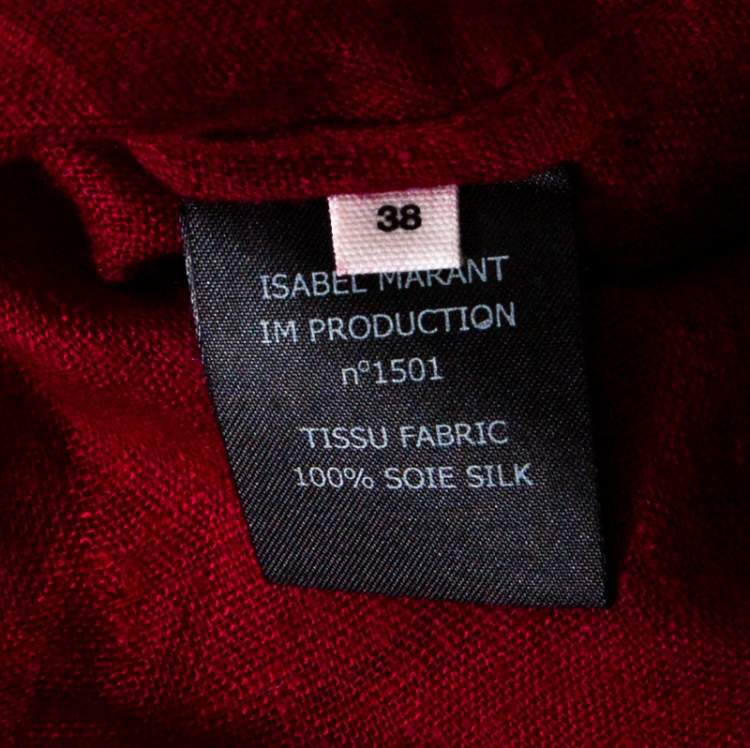 38
ISABEL MARANT
IM PRODUCTION
n°1501
TISSU FABRIC
100% SOIE SILK